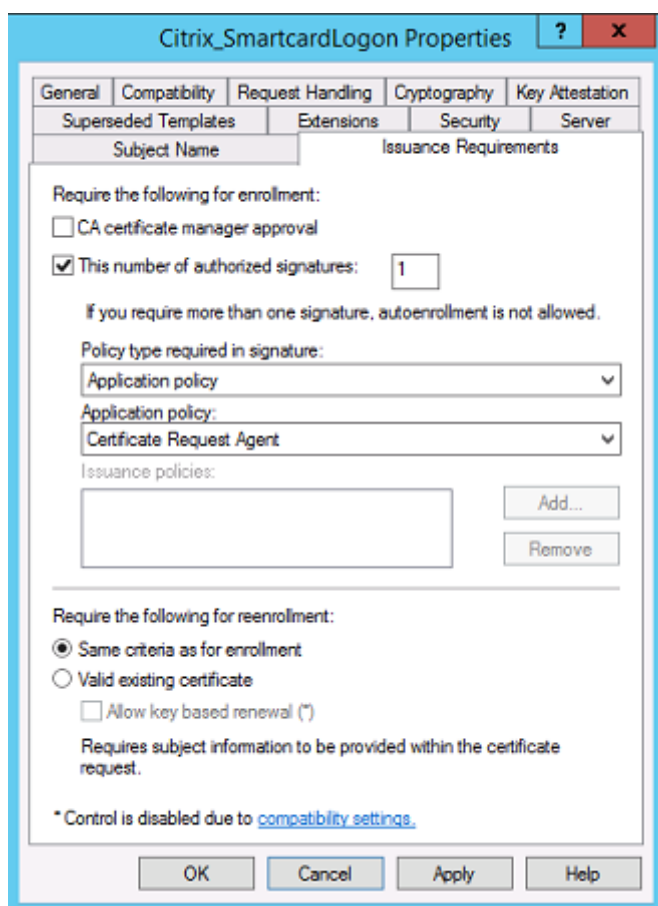 Citrix_SmartcardLogon Properties
? x
General Compatibility Request Handling Cryptography Key Attestation
Superseded Templates Extensions Security Server
Subject Name Issuance Requirements
Require the following for enrollment:
CA certificate manager approval
This number of authorized signatures: 1
If you require more than one signature, autoenrollment is not allowed.
Policy type required in signature:
Application policy
Application policy:
Certificate Request Agent
Issuance policies:
Add...
Remove
Require the following for reenrollment:
Same criteria as for enrollment
Valid existing certificate
Allow key based renewal (*)
Requires subject information to be provided within the certificate
request.
* Control is disabled due to compatibility settings.
OK Cancel Apply Help